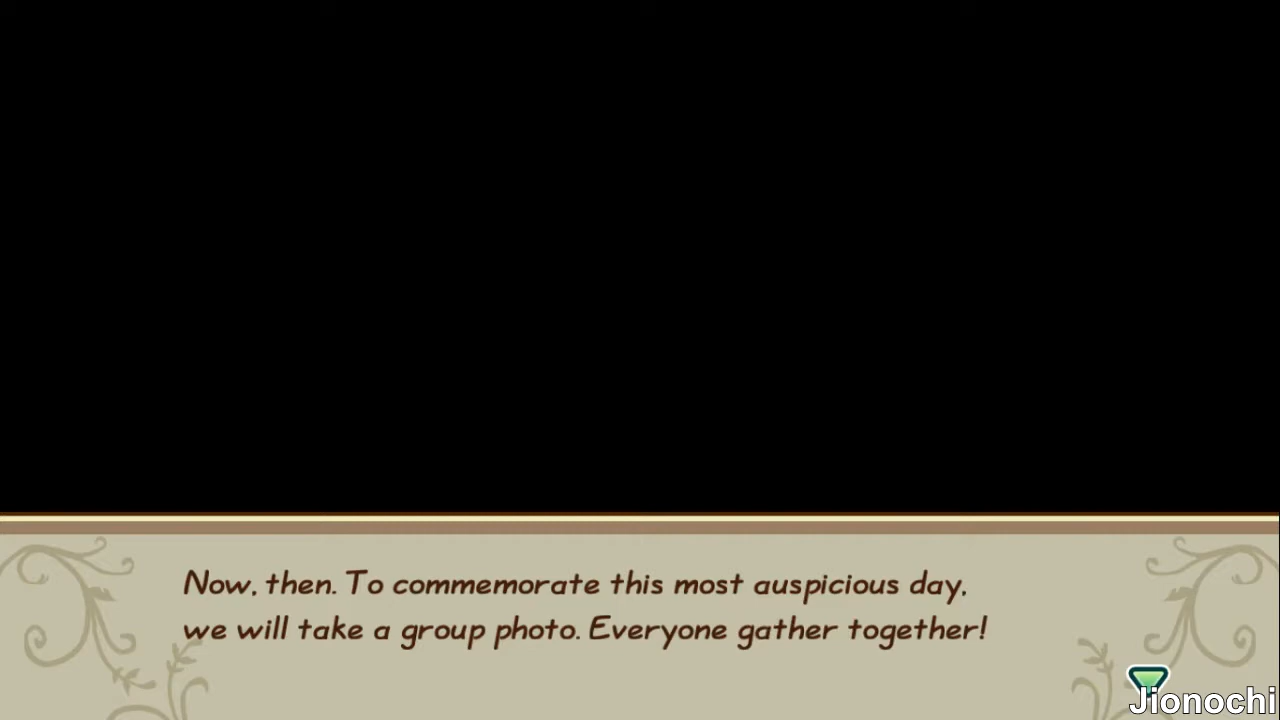 Now, then. To commemorate this most auspicious day,
we will take a group photo. Everyone gather together!
Jionochi